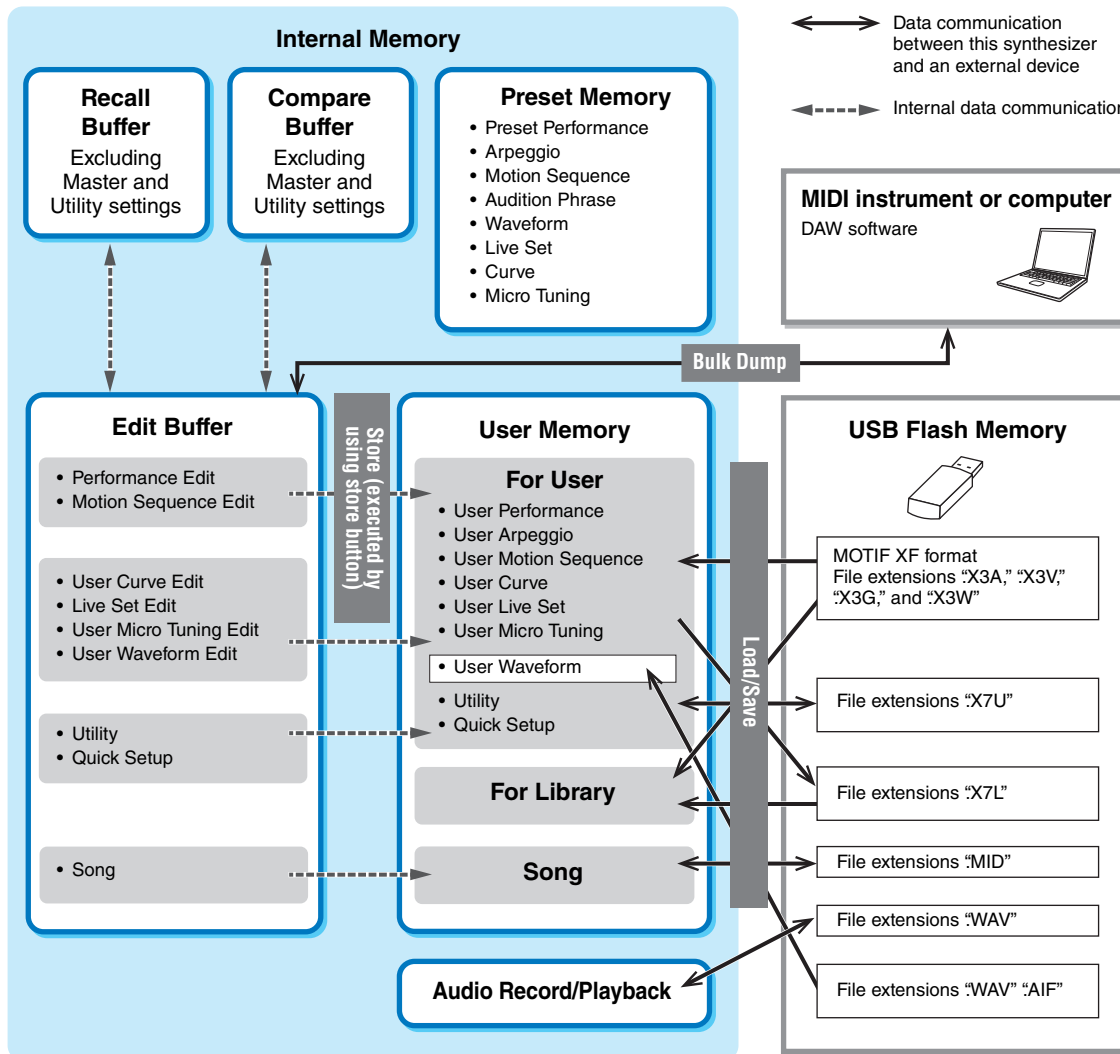 Internal Memory
Recall
Buffer
Excluding
Master and
Utility settings
Compare
Buffer
Excluding
Master and
Utility settings
Preset Memory
• Preset Performance
• Arpeggio
• Motion Sequence
• Audition Phrase
• Waveform
• Live Set
• Curve
• Micro Tuning
Data communication
between this synthesizer
and an external device
Internal data communication
MIDI instrument or computer
DAW software
Bulk Dump
Edit Buffer
• Performance Edit
• Motion Sequence Edit
• User Curve Edit
• Live Set Edit
• User Micro Tuning Edit
• User Waveform Edit
• Utility
• Quick Setup
• Song
Store (executed by
using store button)
User Memory
For User
• User Performance
• User Arpeggio
• User Motion Sequence
• User Curve
• User Live Set
• User Micro Tuning
• User Waveform
• Utility
• Quick Setup
For Library
Song
Audio Record/Playback
Load/Save
USB Flash Memory
MOTIF XF format
File extensions “.X3A,” “.X3V,”
“.X3G,” and “.X3W”
File extensions “.X7U”
File extensions “.X7L”
File extensions “.MID”
File extensions “.WAV”
File extensions “.WAV” “.AIF”